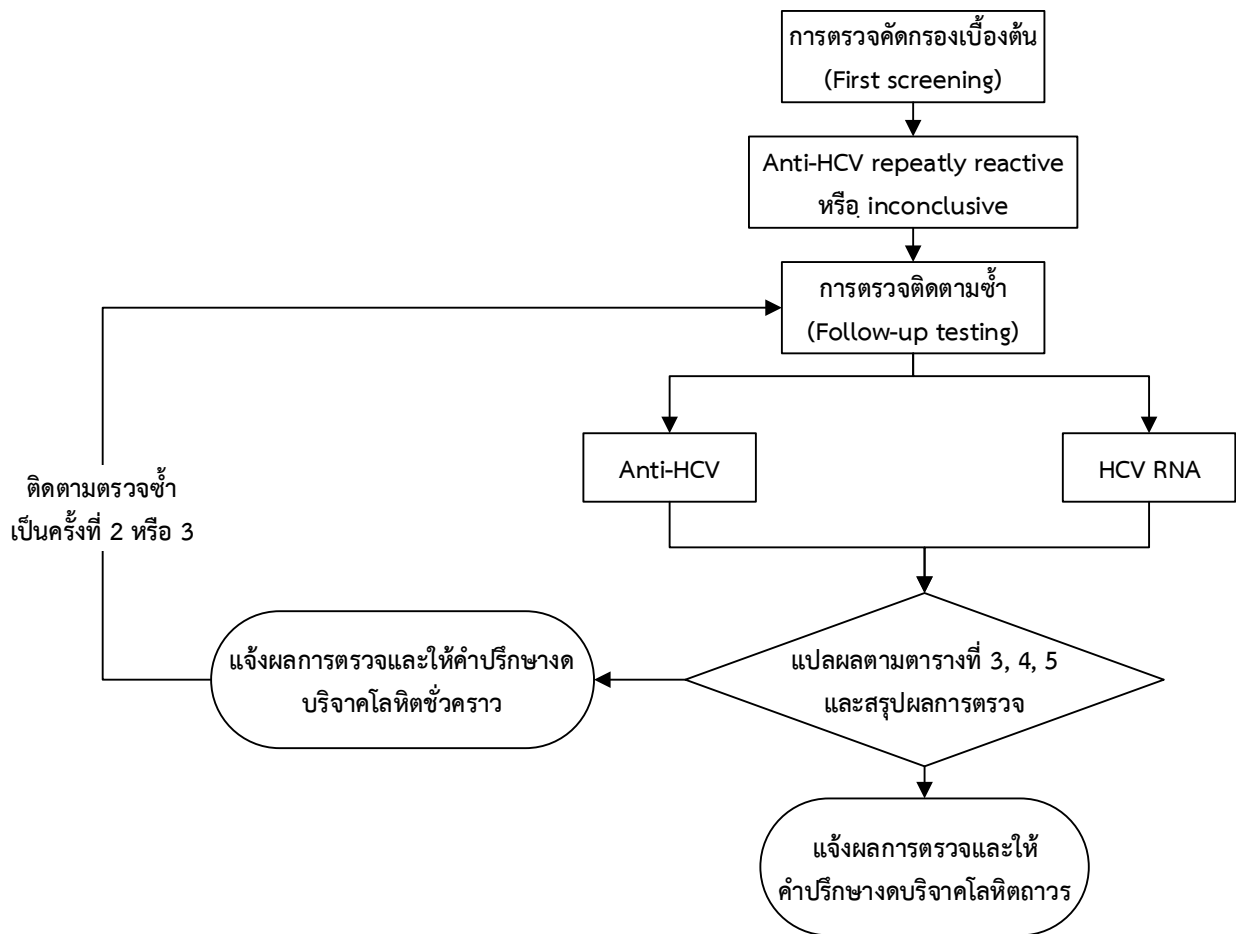 การตรวจคัดกรองเบื้องต้น
(First screening)
Anti-HCV repeatly reactive
หรือ inconclusive
การตรวจติดตามซ้ำ
(Follow-up testing)
Anti-HCV
HCV RNA
ติดตามตรวจซ้ำ
เป็นครั้งที่ 2 หรือ 3
แจ้งผลการตรวจและให้คำปรึกษางด
บริจาคโลหิตชั่วคราว
แปลผลตามตารางที่ 3, 4, 5
และสรุปผลการตรวจ
แจ้งผลการตรวจและให้
คำปรึกษางดบริจาคโลหิตถาวร